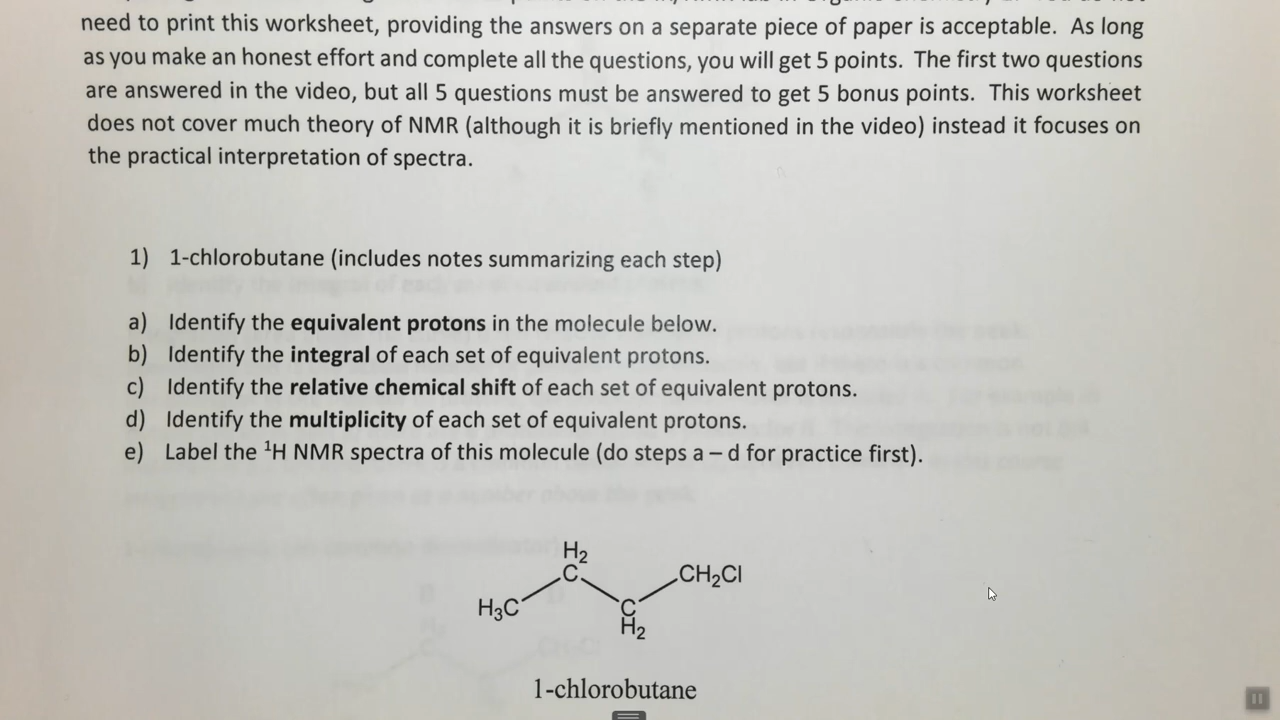 need to print this worksheet, providing the answers on a separate piece of paper is acceptable. As long
as you make an honest effort and complete all the questions, you will get 5 points. The first two questions
are answered in the video, but all 5 questions must be answered to get 5 bonus points. This worksheet
does not cover much theory of NMR (although it is briefly mentioned in the video) instead it focuses on
the practical interpretation of spectra.
1) 1-chlorobutane (includes notes summarizing each step)
a) Identify the equivalent protons in the molecule below.
b) Identify the integral of each set of equivalent protons.
c) Identify the relative chemical shift of each set of equivalent protons.
d) Identify the multiplicity of each set of equivalent protons.
e) Label the ¹H NMR spectra of this molecule (do steps a – d for practice first).
H₂
C
CH₂Cl
H₃C
C
H₂
1-chlorobutane